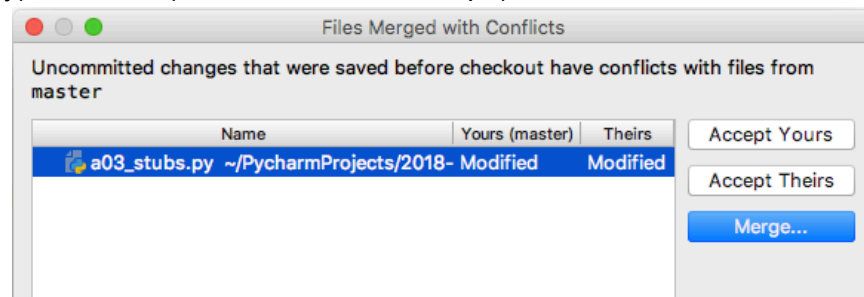 Files Merged with Conflicts
Uncommitted changes that were saved before checkout have conflicts with files from
master
Name Yours (master) Theirs
a03_stubs.py ~/PycharmProjects/2018- Modified Modified
Accept Yours
Accept Theirs
Merge...